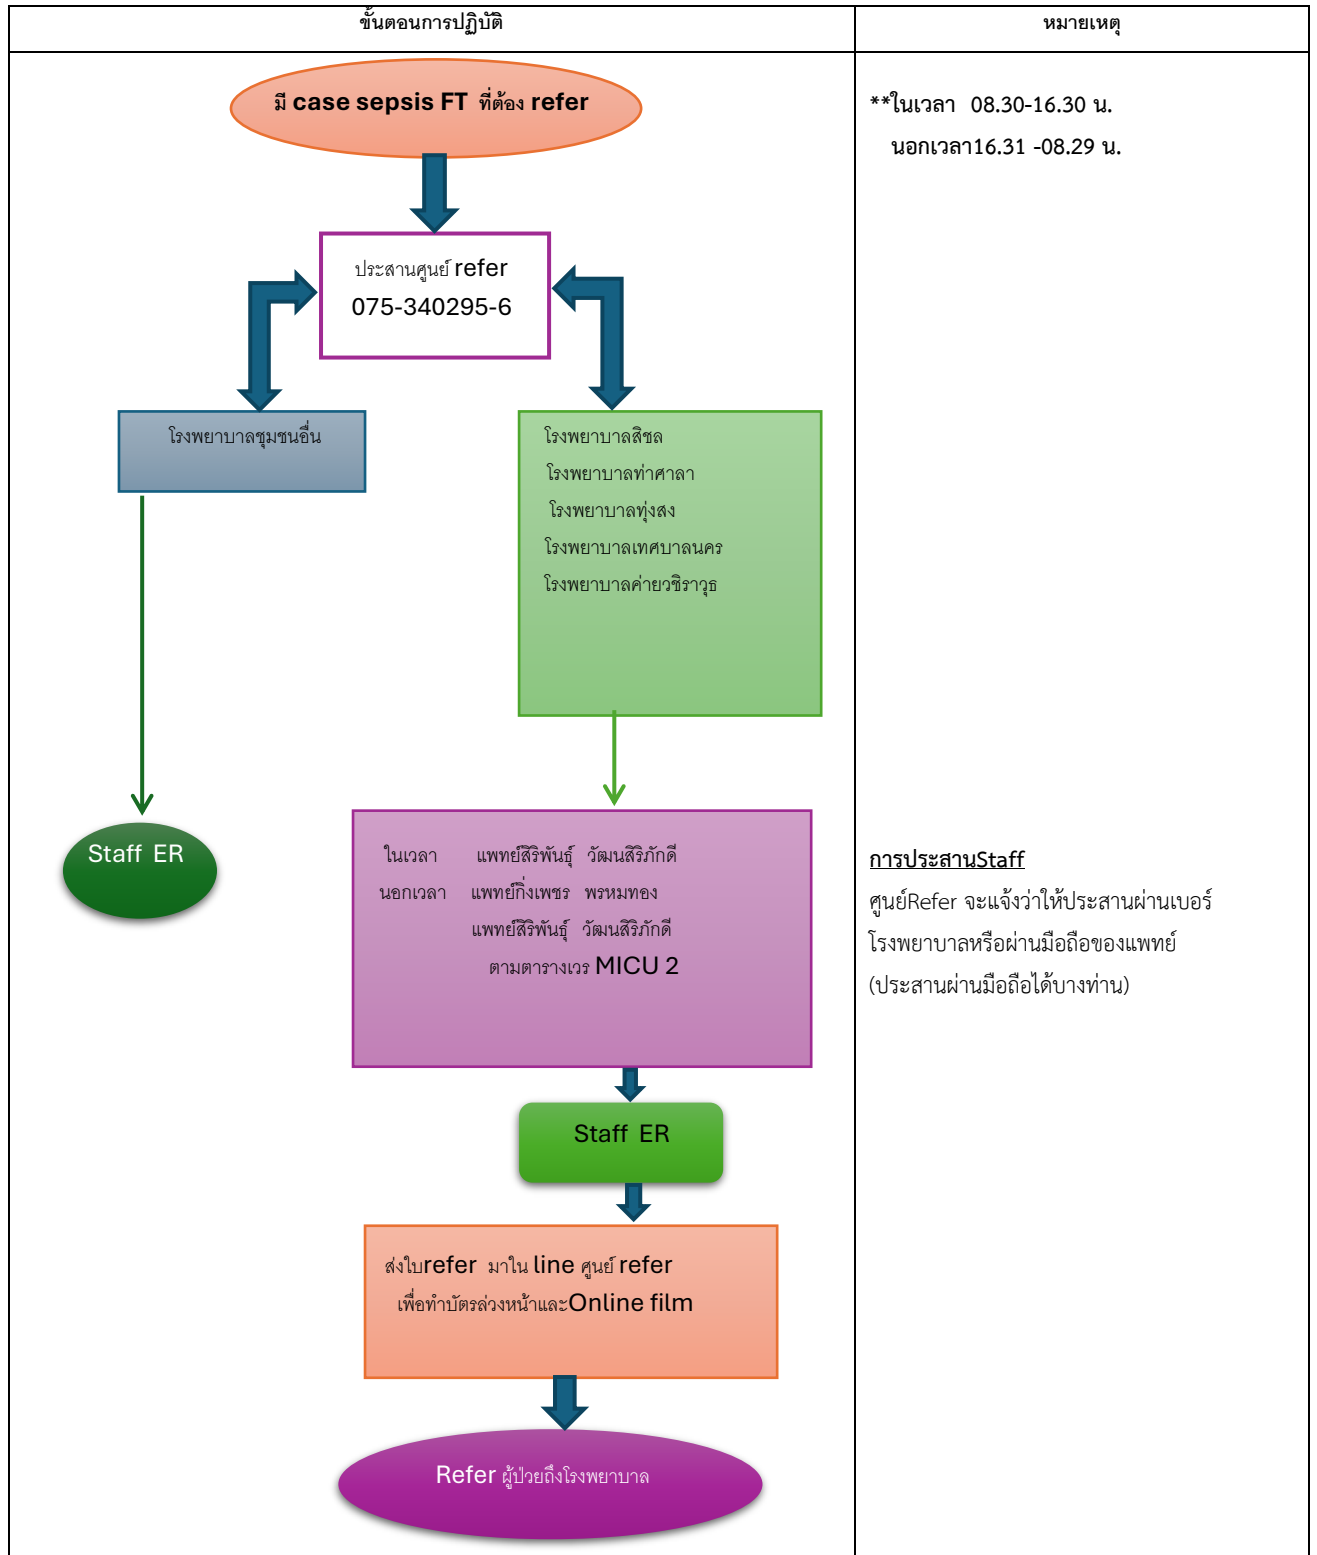 ขั้นตอนการปฏิบัติ
หมายเหตุ
มี case sepsis FT ที่ต้อง refer
**ในเวลา 08.30-16.30 น.
นอกเวลา16.31 -08.29 น.
ประสานศูนย์ refer
075-340295-6
โรงพยาบาลชุมชนอื่น
โรงพยาบาลสิชล
โรงพยาบาลท่าศาลา
โรงพยาบาลทุ่งสง
โรงพยาบาลเทศบาลนคร
โรงพยาบาลค่ายวชิราวุธ
Staff ER
ในเวลา แพทย์สิริพันธุ์ วัฒนสิริภักดี
นอกเวลา แพทย์กิ่งเพชร พรหมทอง
แพทย์สิริพันธุ์ วัฒนสิริภักดี
ตามตารางเวร MICU 2
การประสานStaff
ศูนย์Refer จะแจ้งว่าให้ประสานผ่านเบอร์
โรงพยาบาลหรือผ่านมือถือของแพทย์
(ประสานผ่านมือถือได้บางท่าน)
Staff ER
ส่งใบrefer มาใน line ศูนย์ refer
เพื่อทำบัตรล่วงหน้าและOnline film
Refer ผู้ป่วยถึงโรงพยาบาล